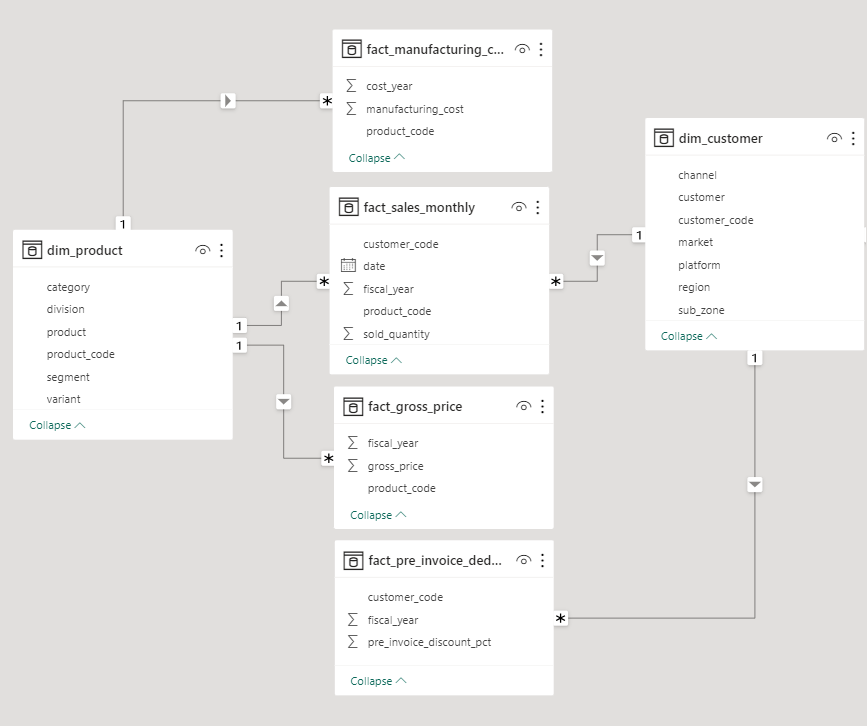 fact_manufacturing_c...
cost_year
manufacturing_cost
product_code
Collapse
1
*
dim_product
category
division
product
product_code
segment
variant
Collapse
1
1
*
fact_sales_monthly
customer_code
date
fiscal_year
product_code
sold_quantity
Collapse
*
1
dim_customer
channel
customer
customer_code
market
platform
region
sub_zone
Collapse
1
*
fact_gross_price
fiscal_year
gross_price
product_code
Collapse
fact_pre_invoice_ded...
customer_code
fiscal_year
pre_invoice_discount_pct
Collapse
*